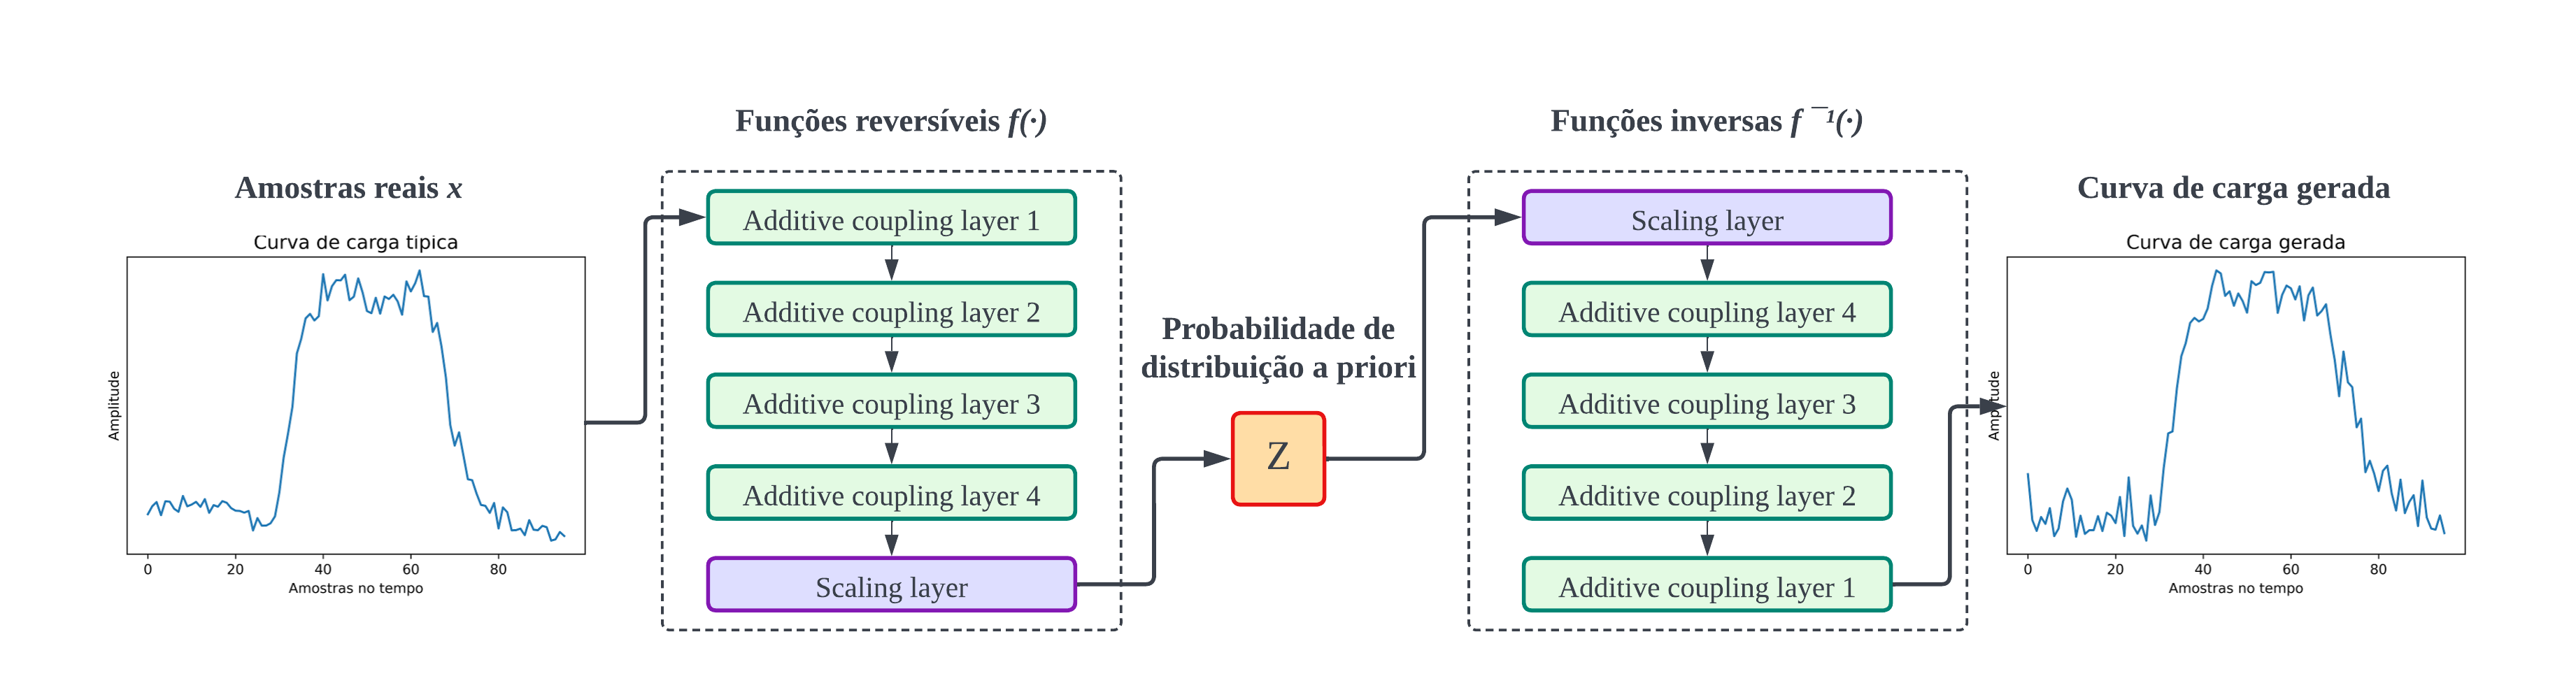 Amostras reais x
Curva de carga típica
Amplitude
0 20 40 60 80
Amostras no tempo
Funções reversíveis f(·)
Additive coupling layer 1
Additive coupling layer 2
Additive coupling layer 3
Additive coupling layer 4
Scaling layer
Probabilidade de
distribuição a priori
Z
Funções inversas f ⁻¹(·)
Scaling layer
Additive coupling layer 4
Additive coupling layer 3
Additive coupling layer 2
Additive coupling layer 1
Curva de carga gerada
Curva de carga gerada
Amplitude
0 20 40 60 80
Amostras no tempo